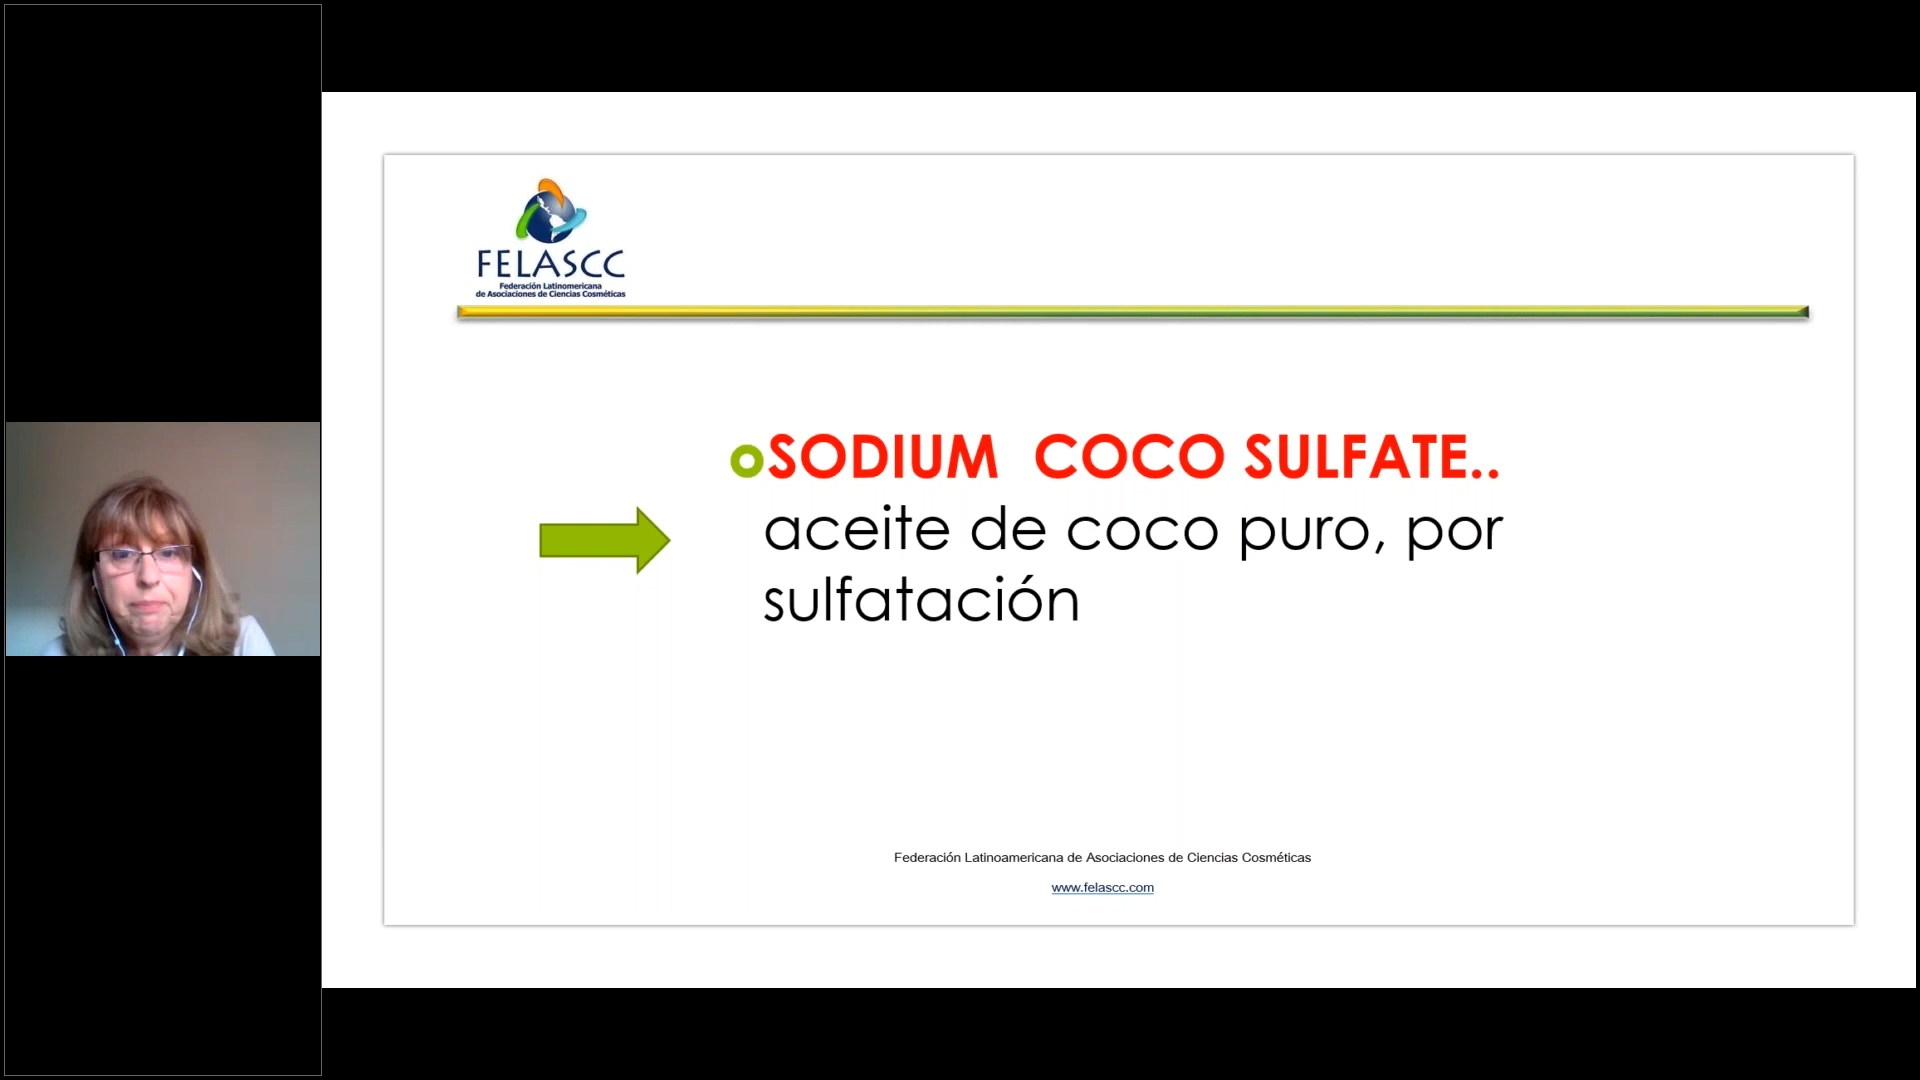 FELASCC
Federación Latinomericana
de Asociaciones de Ciencias Cosméticas
SODIUM COCO SULFATE..
aceite de coco puro, por
sulfatación
Federación Latinoamericana de Asociaciones de Ciencias Cosméticas
www.felascc.com